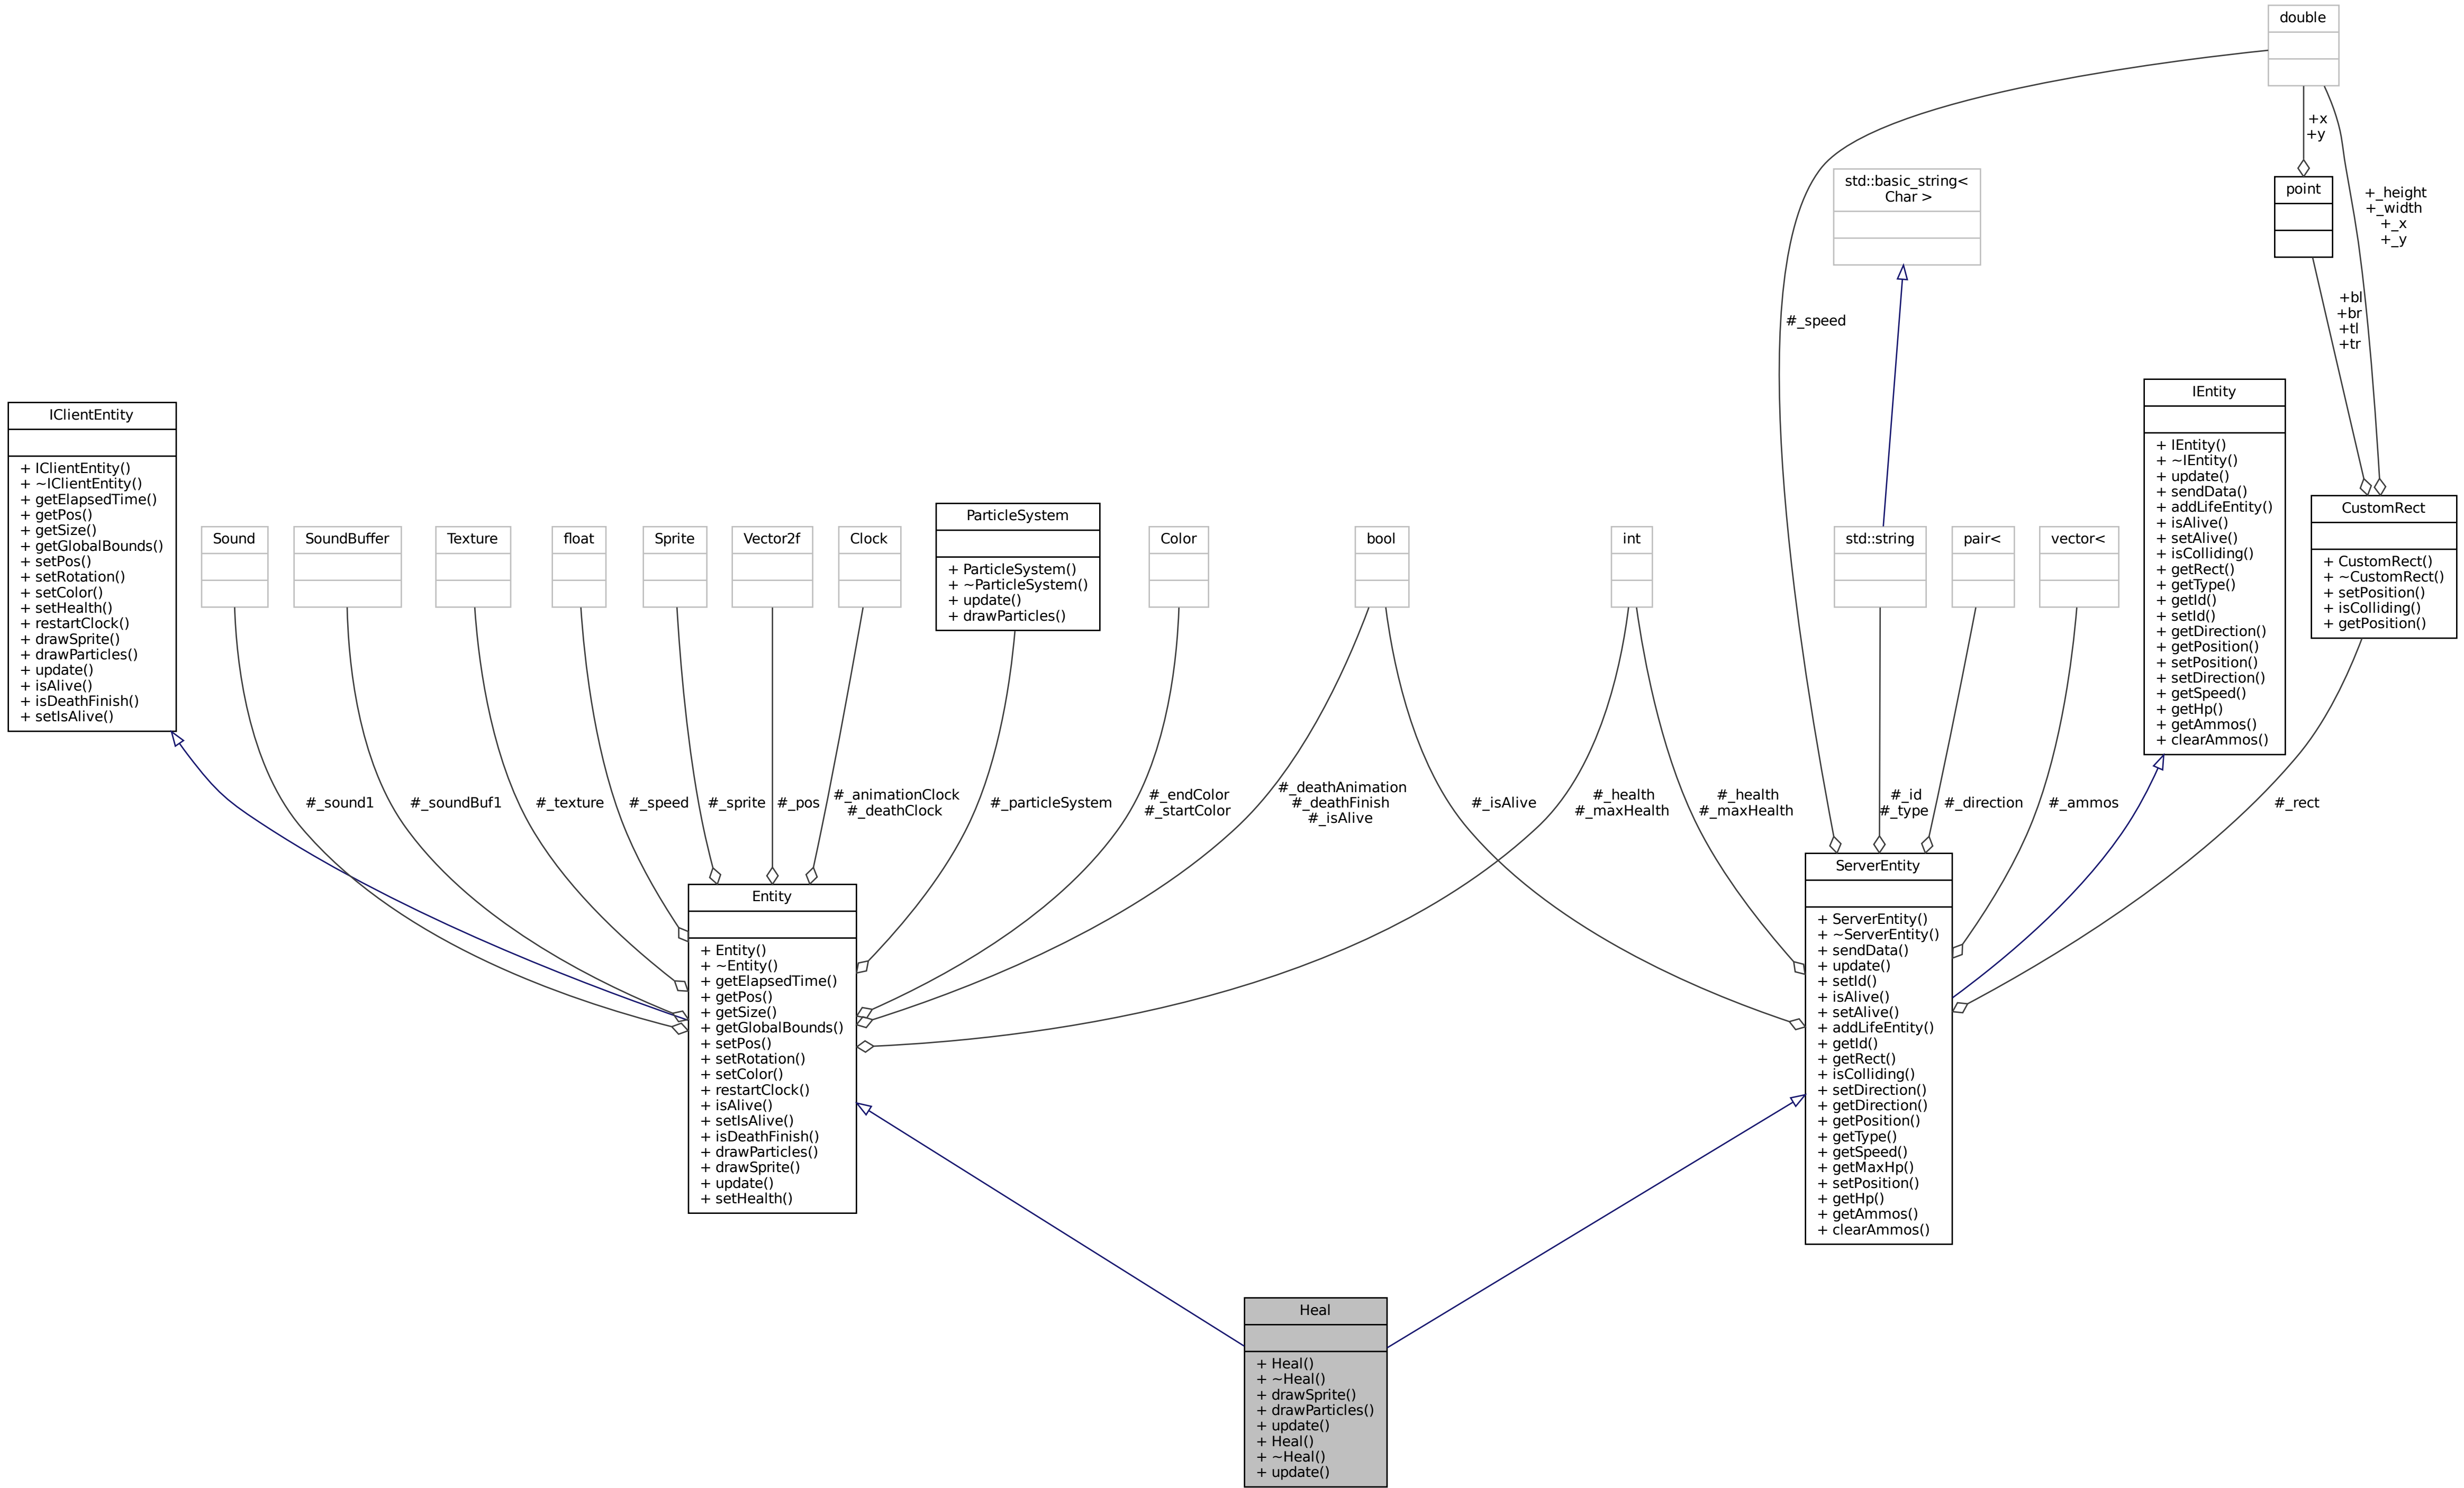 double
+x
+y
std::basic_string<
Char >
point
+_height
+_width
+_x
+_y
+bl
+br
+tl
+tr
#_speed
IEntity
+ IEntity()
+ ~IEntity()
+ update()
+ sendData()
+ addLifeEntity()
+ isAlive()
+ setAlive()
+ isColliding()
+ getRect()
+ getType()
+ getId()
+ setId()
+ getDirection()
+ getPosition()
+ setPosition()
+ setDirection()
+ getSpeed()
+ getHp()
+ getAmmos()
+ clearAmmos()
IClientEntity
+ IClientEntity()
+ ~IClientEntity()
+ getElapsedTime()
+ getPos()
+ getSize()
+ getGlobalBounds()
+ setPos()
+ setRotation()
+ setColor()
+ setHealth()
+ restartClock()
+ drawSprite()
+ drawParticles()
+ update()
+ isAlive()
+ isDeathFinish()
+ setIsAlive()
Sound
SoundBuffer
Texture
float
Sprite
Vector2f
Clock
ParticleSystem
+ ParticleSystem()
+ ~ParticleSystem()
+ update()
+ drawParticles()
Color
bool
int
std::string
pair<
vector<
CustomRect
+ CustomRect()
+ ~CustomRect()
+ setPosition()
+ isColliding()
+ getPosition()
#_sound1
#_soundBuf1
#_texture
#_speed
#_sprite
#_pos
#_animationClock
#_deathClock
#_particleSystem
#_endColor
#_startColor
#_deathAnimation
#_deathFinish
#_isAlive
#_isAlive
#_health
#_maxHealth
#_health
#_maxHealth
#_id
#_type
#_direction
#_ammos
#_rect
Entity
+ Entity()
+ ~Entity()
+ getElapsedTime()
+ getPos()
+ getSize()
+ getGlobalBounds()
+ setPos()
+ setRotation()
+ setColor()
+ restartClock()
+ isAlive()
+ setIsAlive()
+ isDeathFinish()
+ drawParticles()
+ drawSprite()
+ update()
+ setHealth()
ServerEntity
+ ServerEntity()
+ ~ServerEntity()
+ sendData()
+ update()
+ setId()
+ isAlive()
+ setAlive()
+ addLifeEntity()
+ getId()
+ getRect()
+ isColliding()
+ setDirection()
+ getDirection()
+ getPosition()
+ getType()
+ getSpeed()
+ getMaxHp()
+ setPosition()
+ getHp()
+ getAmmos()
+ clearAmmos()
Heal
+ Heal()
+ ~Heal()
+ drawSprite()
+ drawParticles()
+ update()
+ Heal()
+ ~Heal()
+ update()